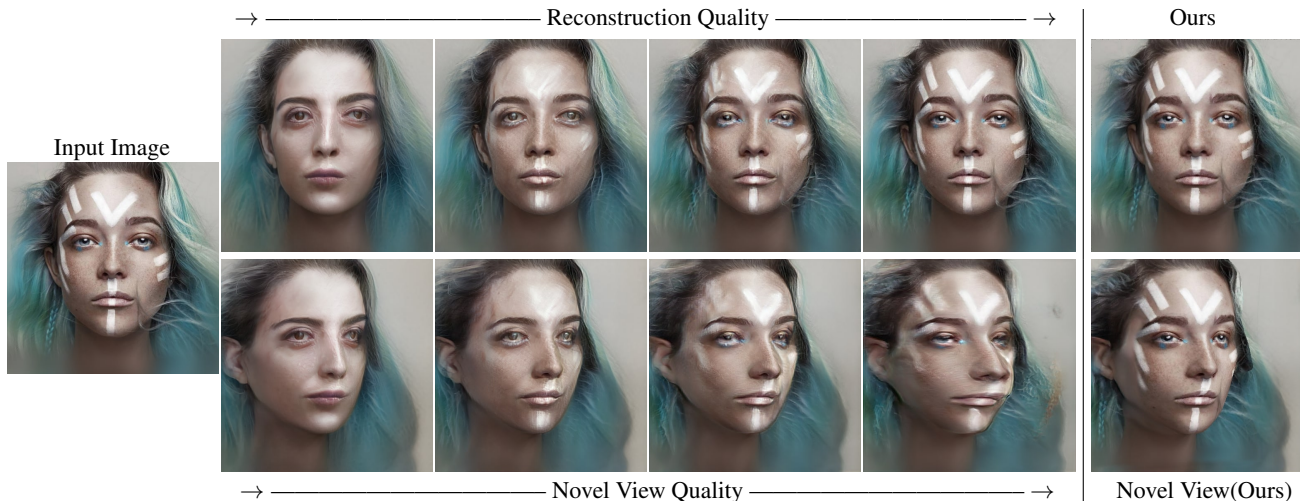 → Reconstruction Quality →
Ours
Input Image
→ Novel View Quality →
Novel View(Ours)